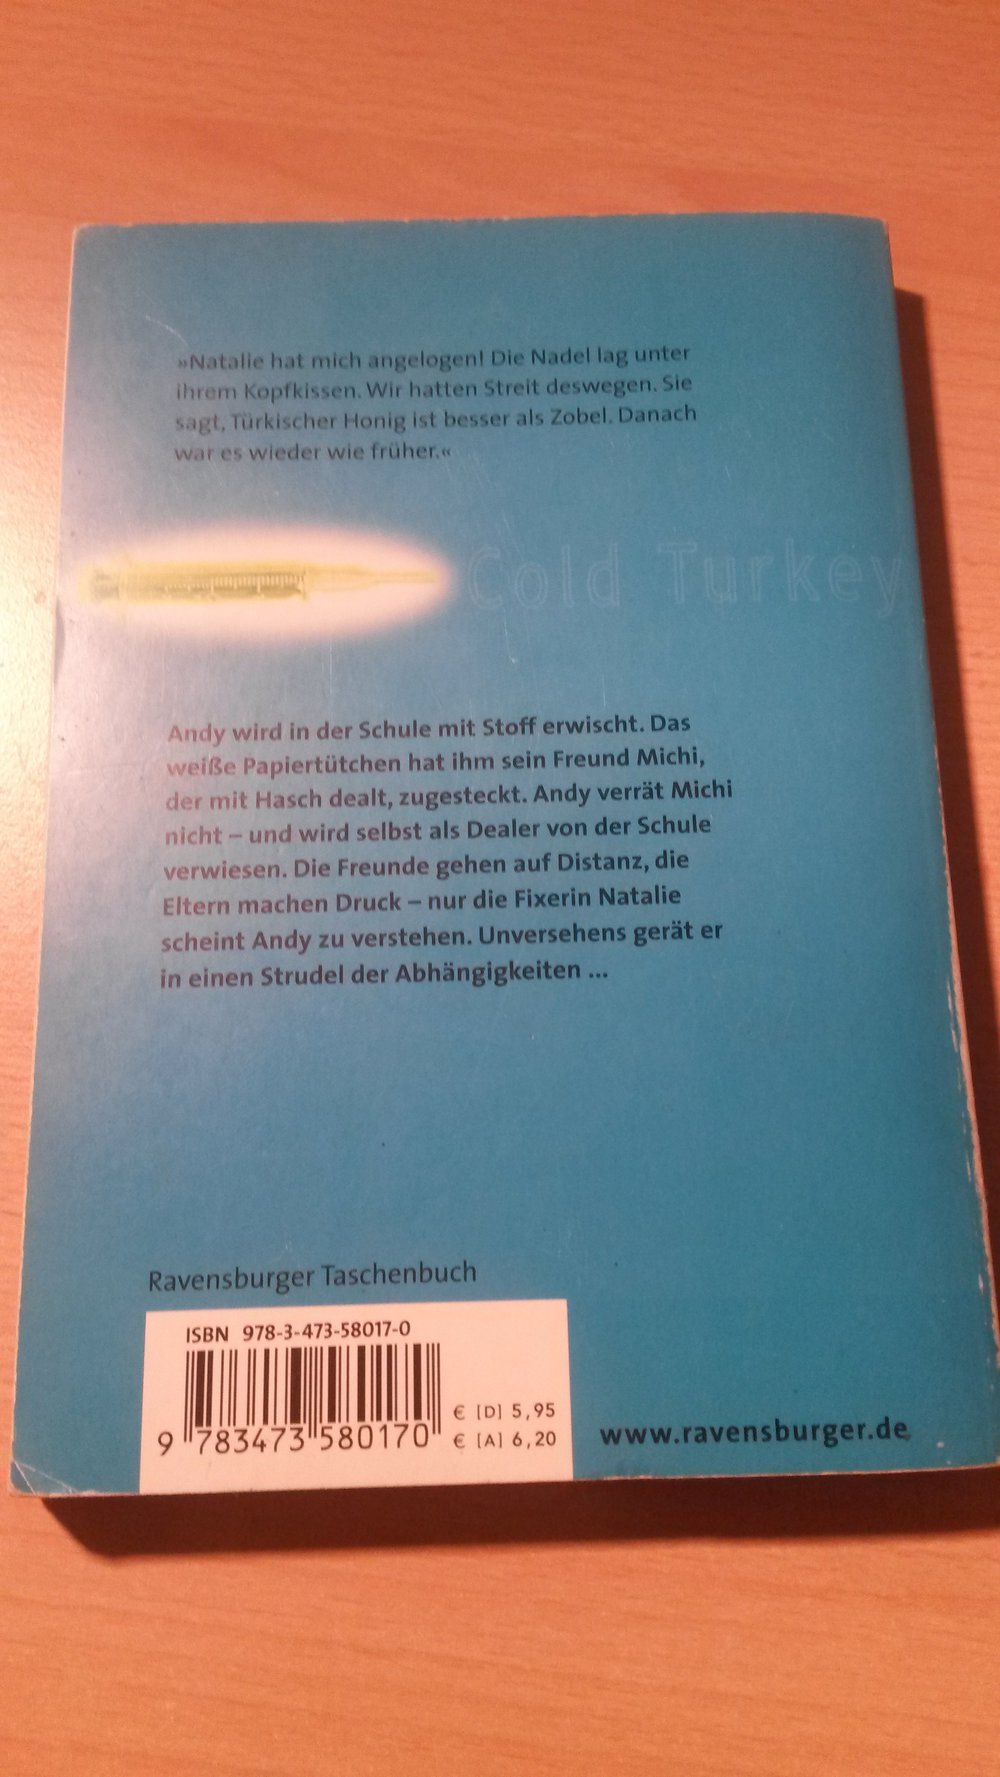 »Natalie hat mich angelogen! Die Nadel lag unter
ihrem Kopfkissen. Wir hatten Streit deswegen. Sie
sagt, Türkischer Honig ist besser als Zobel. Danach
war es wieder wie früher.«
Cold Turkey
Andy wird in der Schule mit Stoff erwischt. Das
weiße Papiertütchen hat ihm sein Freund Michi,
der mit Hasch dealt, zugesteckt. Andy verrät Michi
nicht – und wird selbst als Dealer von der Schule
verwiesen. Die Freunde gehen auf Distanz, die
Eltern machen Druck – nur die Fixerin Natalie
scheint Andy zu verstehen. Unversehens gerät er
in einen Strudel der Abhängigkeiten ...
Ravensburger Taschenbuch
ISBN 978-3-473-58017-0
9 783473 580170
€ [D] 5,95
€ [A] 6,20
www.ravensburger.de